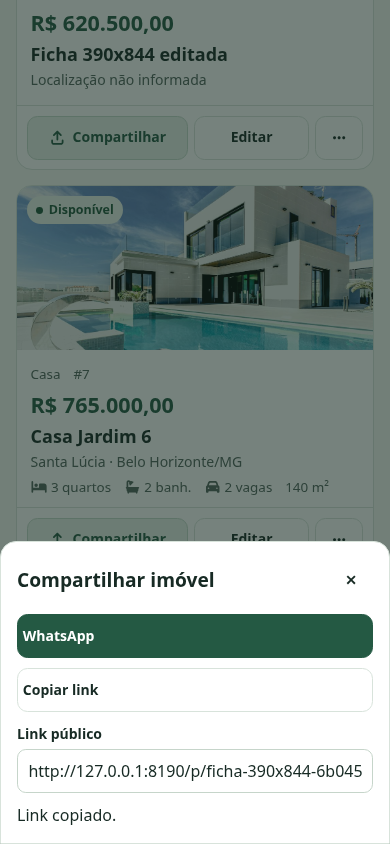 R$ 620.500,00
Ficha 390x844 editada
Localização não informada
Compartilhar
Editar
···
Disponível
Casa #7
R$ 765.000,00
Casa Jardim 6
Santa Lúcia · Belo Horizonte/MG
3 quartos 2 banh. 2 vagas 140 m²
Compartilhar
Editar
···
Compartilhar imóvel
×
WhatsApp
Copiar link
Link público
http://127.0.0.1:8190/p/ficha-390x844-6b045
Link copiado.